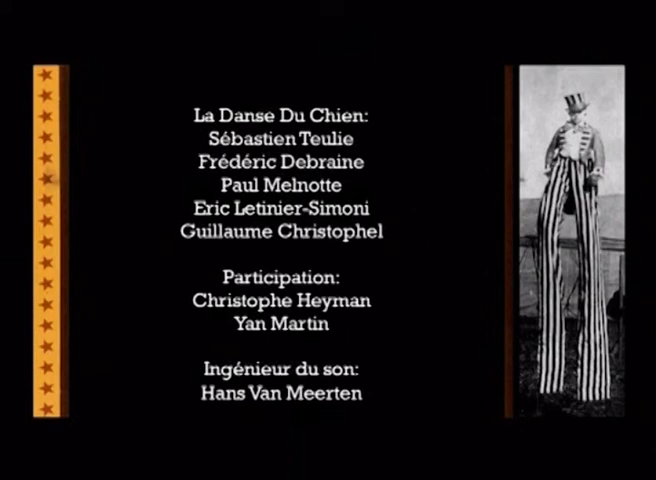 La Danse Du Chien:
Sébastien Teulie
Frédéric Debraine
Paul Melnotte
Eric Letinier-Simoni
Guillaume Christophel
Participation:
Christophe Heyman
Yan Martin
Ingénieur du son:
Hans Van Meerten